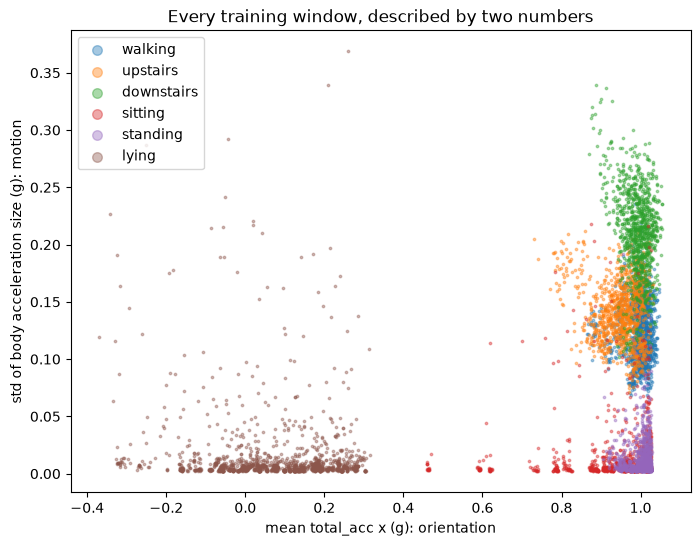 Every training window, described by two numbers
walking
upstairs
downstairs
sitting
standing
lying
std of body acceleration size (g): motion
0.35
0.30
0.25
0.20
0.15
0.10
0.05
0.00
−0.4 −0.2 0.0 0.2 0.4 0.6 0.8 1.0
mean total_acc x (g): orientation